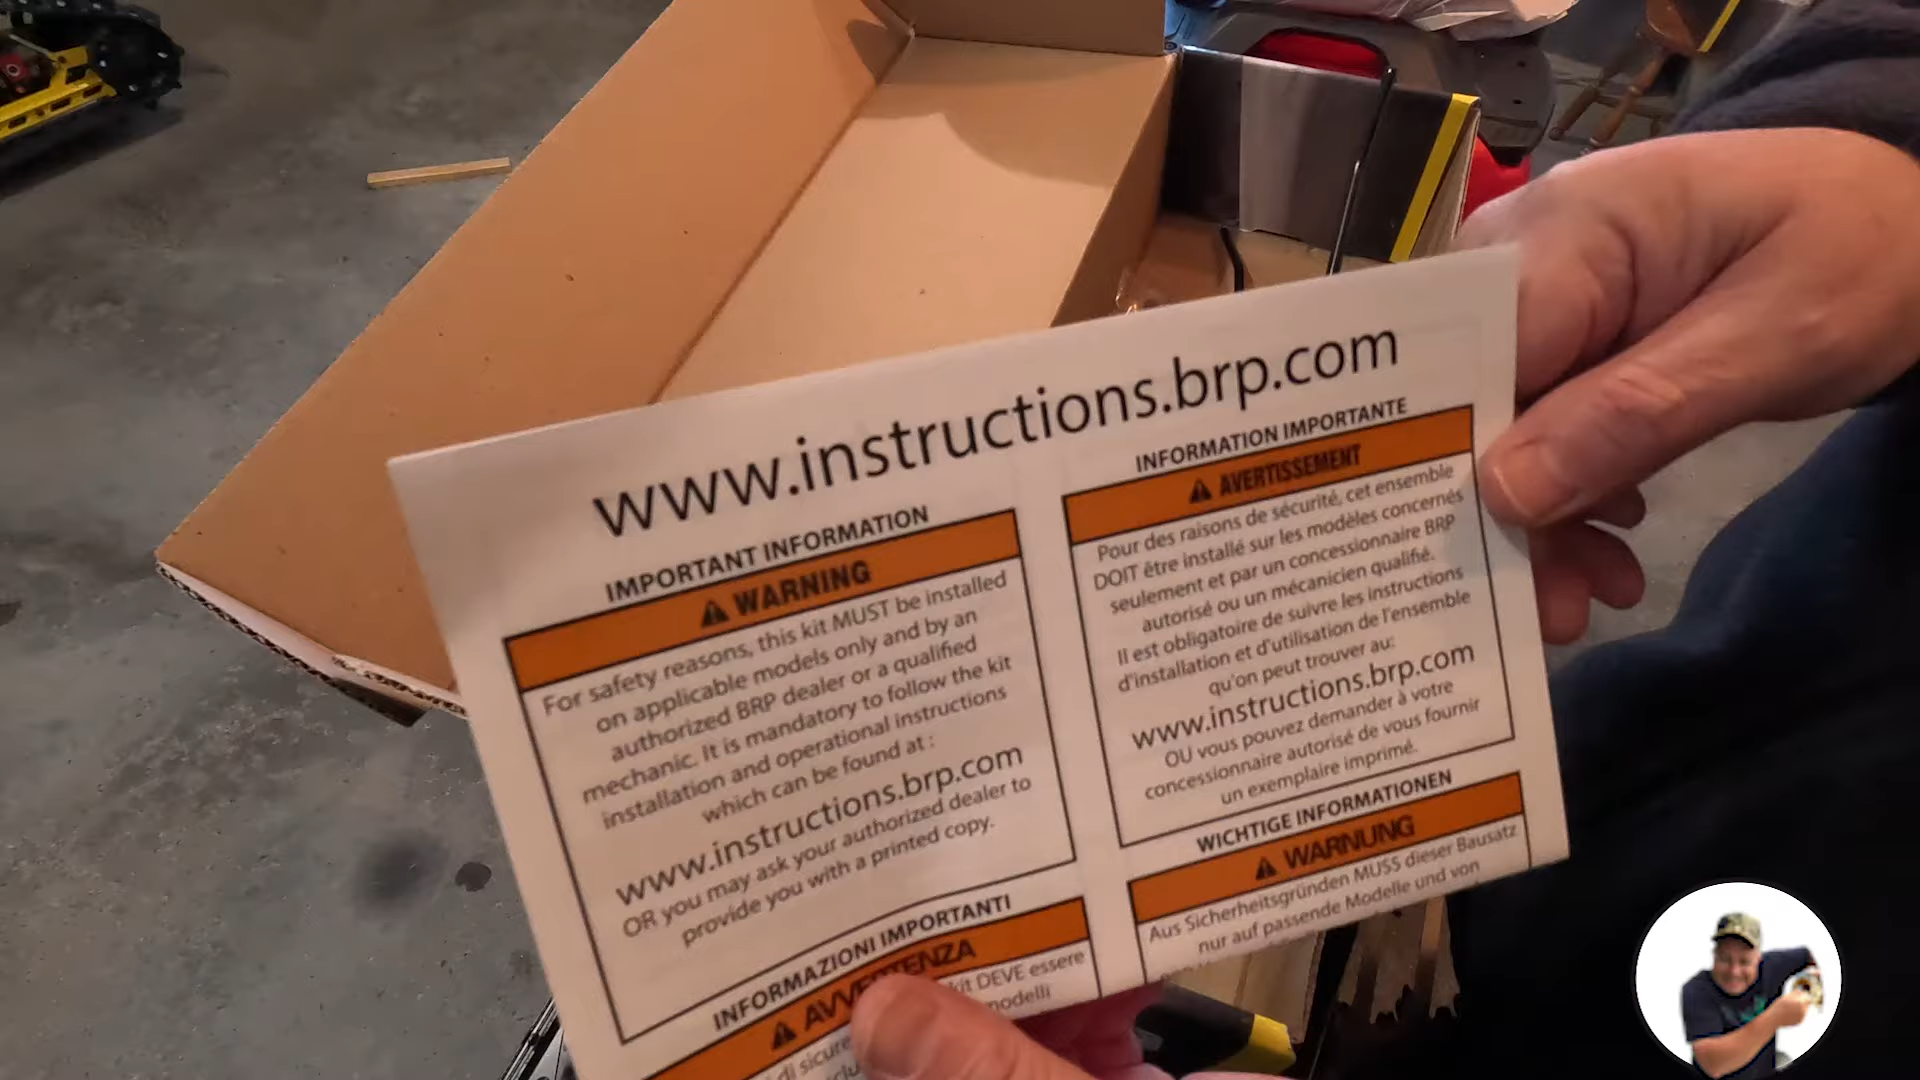 www.instructions.brp.com
IMPORTANT INFORMATION
WARNING
For safety reasons, this kit MUST be installed
on applicable models only and by an
authorized BRP dealer or a qualified
mechanic. It is mandatory to follow the kit
installation and operational instructions
which can be found at :
www.instructions.brp.com
OR you may ask your authorized dealer to
provide you with a printed copy.
INFORMATION IMPORTANTE
AVERTISSEMENT
Pour des raisons de sécurité, cet ensemble
DOIT être installé sur les modèles concernés
seulement et par un concessionnaire BRP
autorisé ou un mécanicien qualifié.
Il est obligatoire de suivre les instructions
d'installation et d'utilisation de l'ensemble
qu'on peut trouver au:
www.instructions.brp.com
OU vous pouvez demander à votre
concessionnaire autorisé de vous fournir
un exemplaire imprimé.
INFORMAZIONI IMPORTANTI
AVVERTENZA
kit DEVE essere
modelli
di
WICHTIGE INFORMATIONEN
WARNUNG
Aus Sicherheitsgründen MUSS dieser Bausatz
nur auf passende Modelle und von